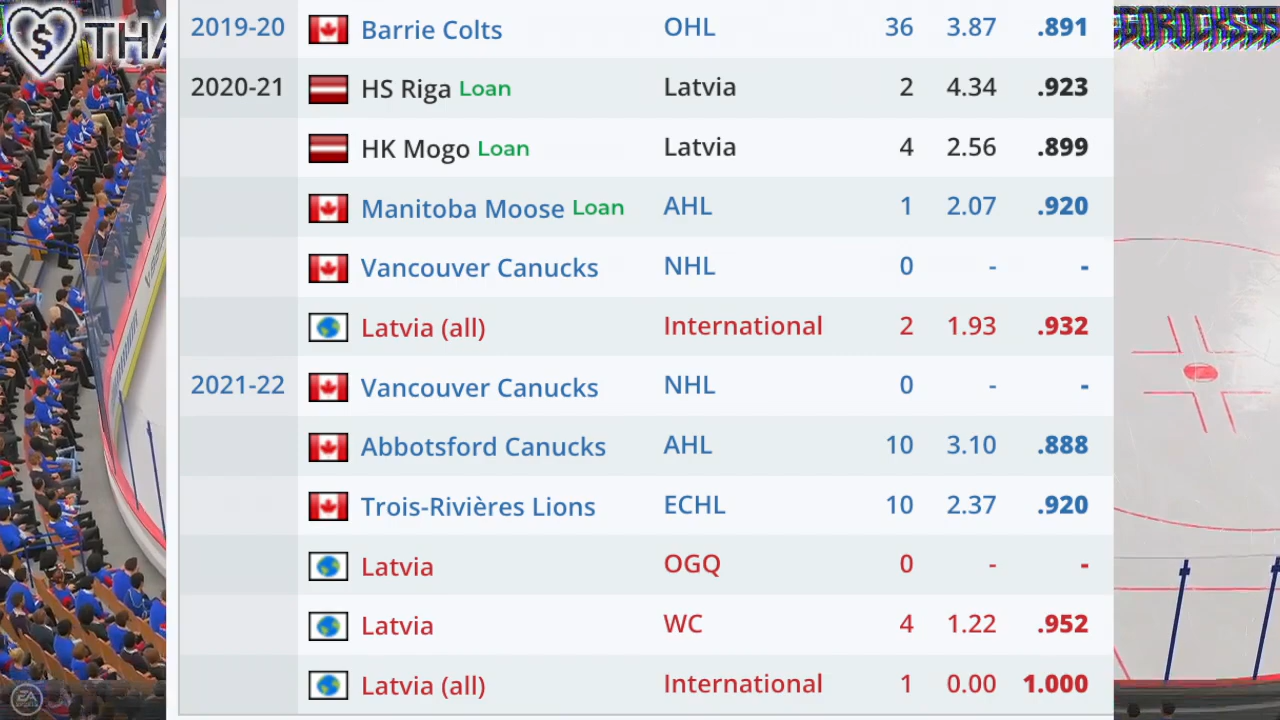 $ THA
2019-20 Barrie Colts OHL 36 3.87 .891
2020-21 HS Riga Loan Latvia 2 4.34 .923
HK Mogo Loan Latvia 4 2.56 .899
Manitoba Moose Loan AHL 1 2.07 .920
Vancouver Canucks NHL 0 - -
Latvia (all) International 2 1.93 .932
2021-22 Vancouver Canucks NHL 0 - -
Abbotsford Canucks AHL 10 3.10 .888
Trois-Rivières Lions ECHL 10 2.37 .920
Latvia OGQ 0 - -
Latvia WC 4 1.22 .952
Latvia (all) International 1 0.00 1.000
EA SPORTS